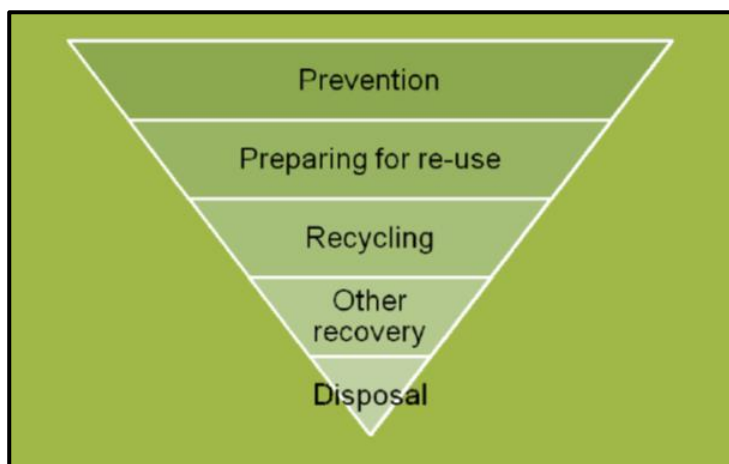 Prevention
Preparing for re-use
Recycling
Other
recovery
Disposal